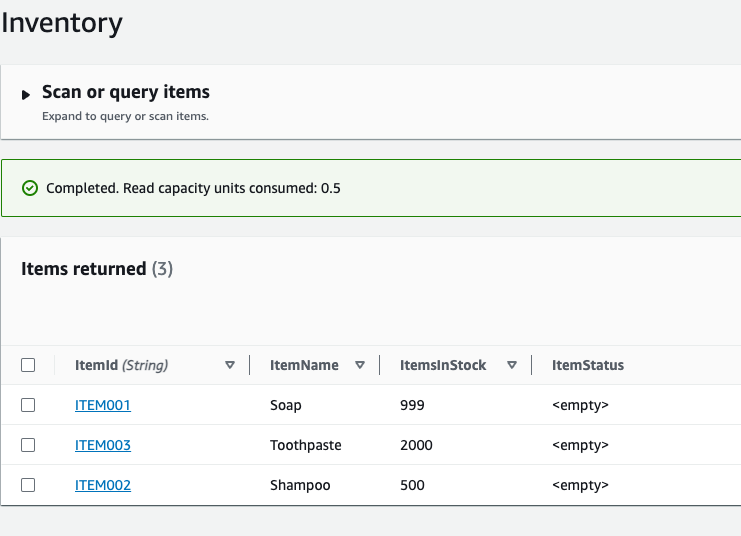 Inventory
Scan or query items
Expand to query or scan items.
Completed. Read capacity units consumed: 0.5
Items returned (3)
ItemId (String) ItemName ItemsInStock ItemStatus
ITEM001 Soap 999 <empty>
ITEM003 Toothpaste 2000 <empty>
ITEM002 Shampoo 500 <empty>